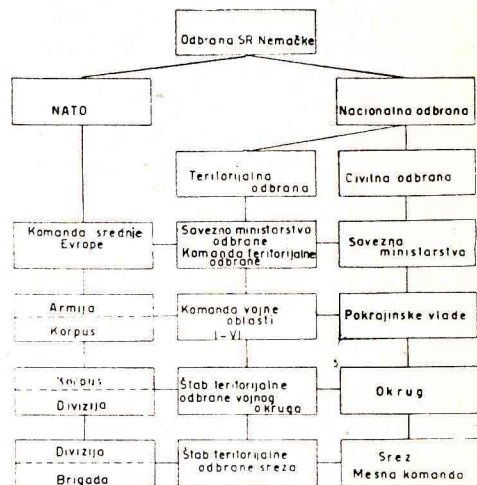 Odbrana SR Nemačke
NATO
Nacionalna odbrana
Teritorijalna
odbrana
Civilna odbrana
Komanda srednje
Evrope
Savezno ministarstvo
odbrane
Komanda teritorijalne
odbrane
Savezna
ministarstva
Armija
Korpus
Komanda vojne
oblasti
I-VI
Pokrajinske vlade
Korpus
Divizija
Štab teritorijalne
odbrane vojnog
okruga
Okrug
Divizija
Brigada
Štab teritorijalne
odbrane sreza
Srez
Mesna komanda